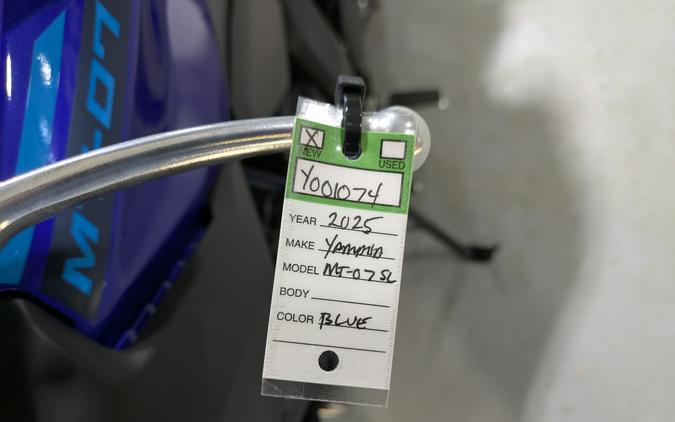 MT-07
X
NEW
USED
Y001074
YEAR 2025
MAKE YAMAHA
MODEL MT-07 SL
BODY
COLOR BLUE